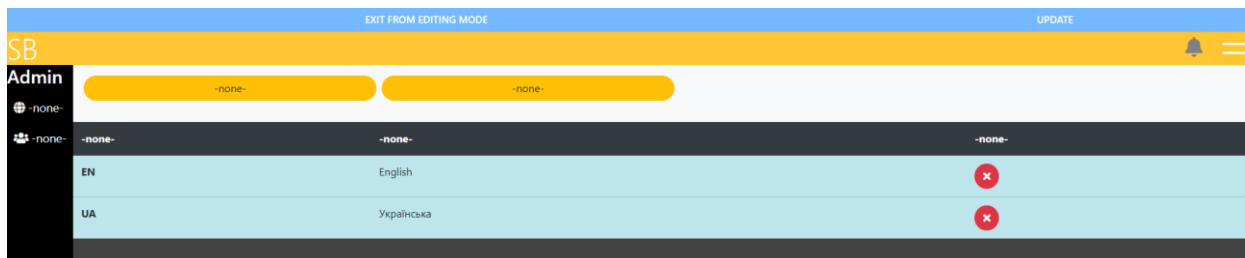 EXIT FROM EDITING MODE UPDATE
SB
Admin
-none- -none-
-none-
-none-
-none- -none- -none-
EN English
UA Українська